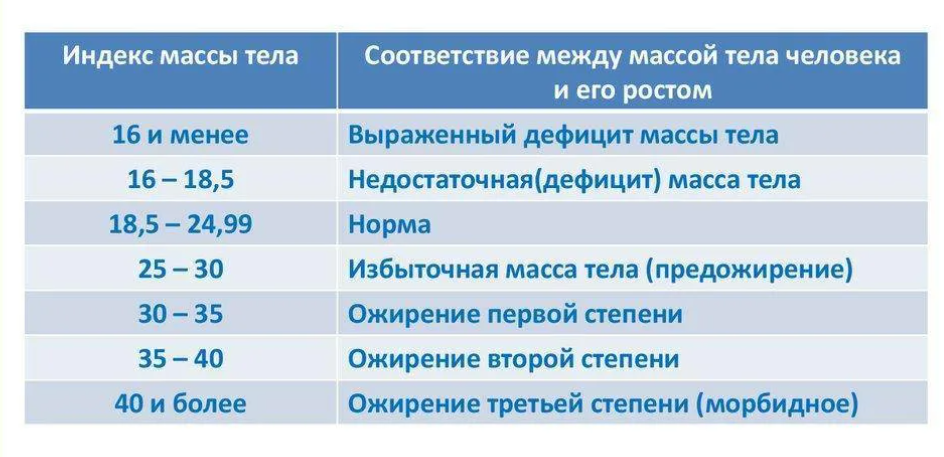 Индекс массы тела
Соответствие между массой тела человека
и его ростом
16 и менее
Выраженный дефицит массы тела
16 – 18,5
Недостаточная(дефицит) масса тела
18,5 – 24,99
Норма
25 – 30
Избыточная масса тела (предожирение)
30 – 35
Ожирение первой степени
35 – 40
Ожирение второй степени
40 и более
Ожирение третьей степени (морбидное)